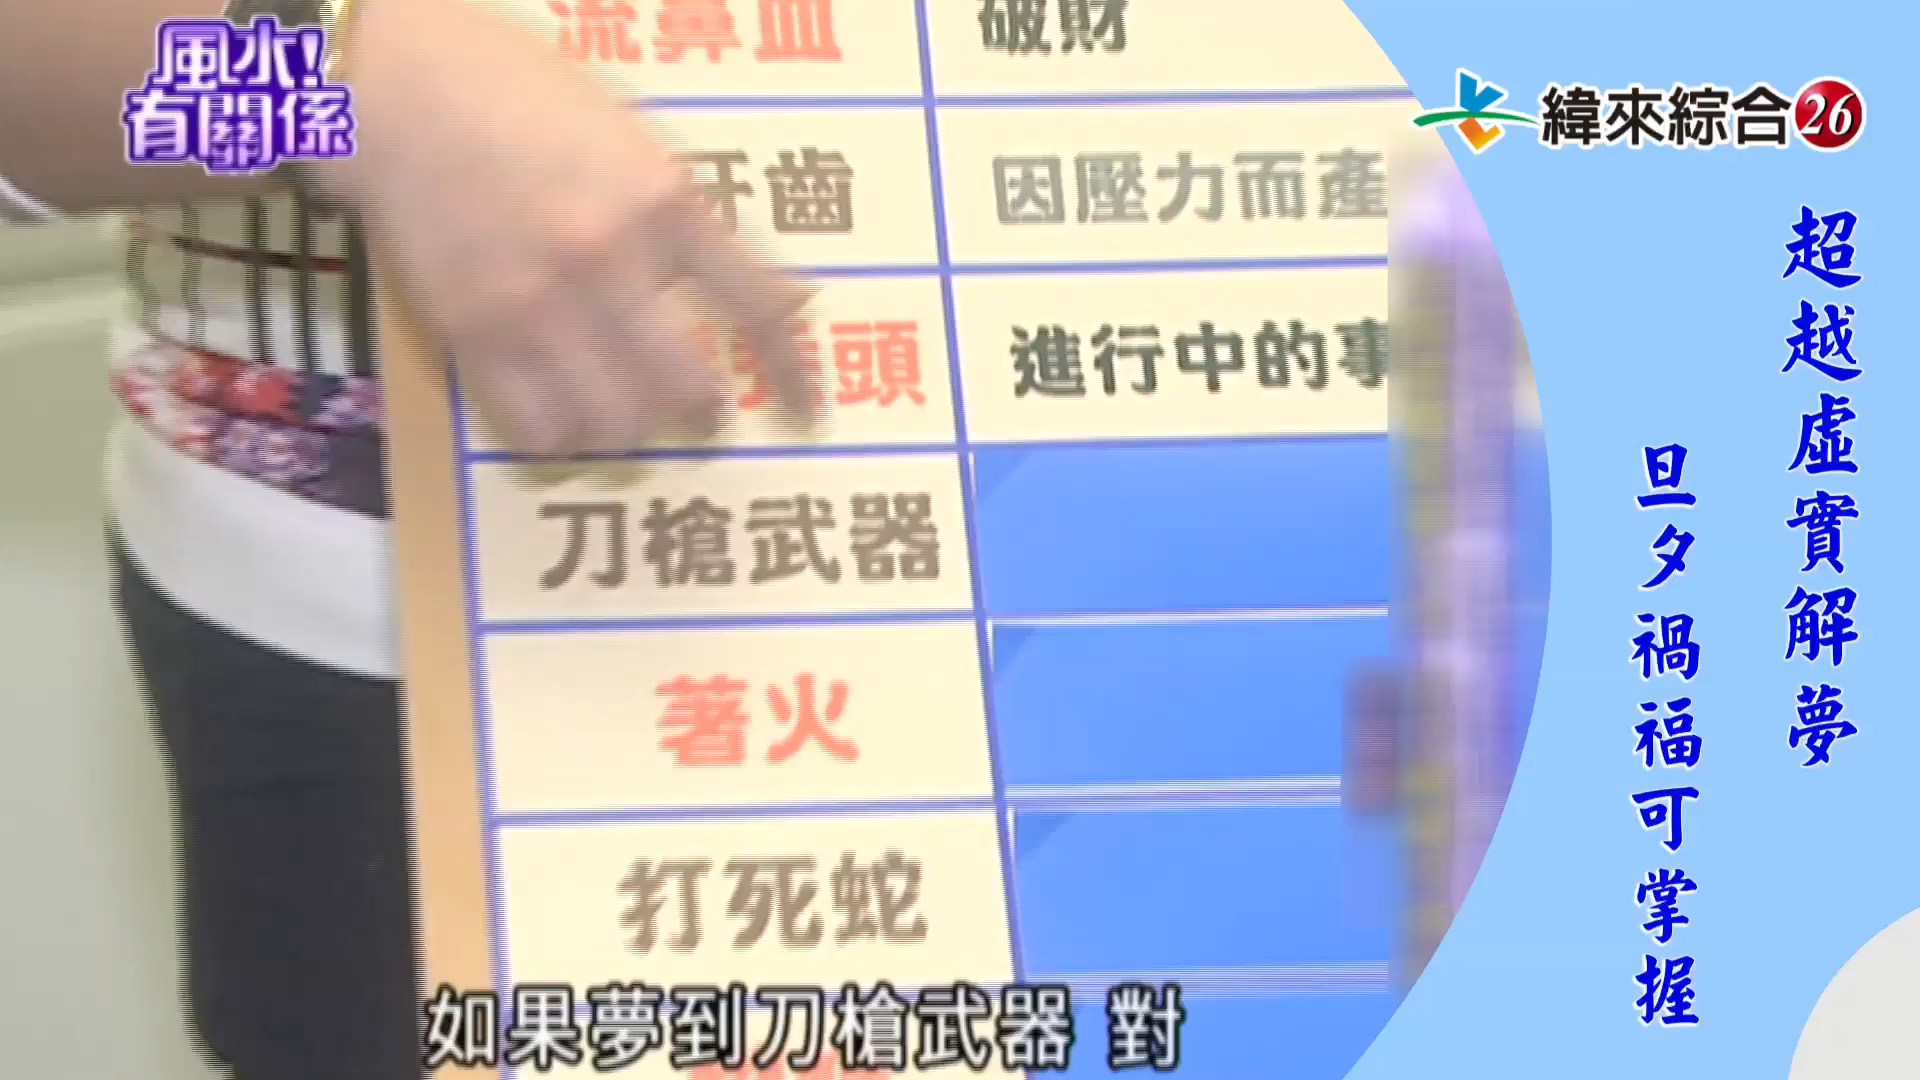 風水!
有關係
緯來綜合26
超越虛實解夢
旦夕禍福可掌握
流鼻血 破財
牙齒 因壓力而產
頭 進行中的事
刀槍武器
著火
打死蛇
如果夢到刀槍武器 對